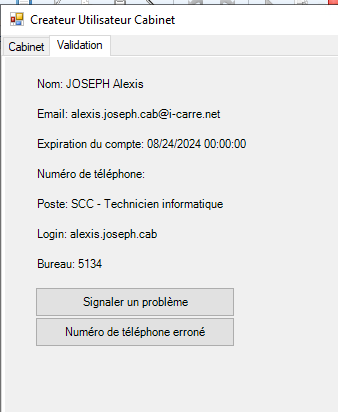 Createur Utilisateur Cabinet
Cabinet Validation
Nom: JOSEPH Alexis
Email: alexis.joseph.cab@i-carre.net
Expiration du compte: 08/24/2024 00:00:00
Numéro de téléphone:
Poste: SCC - Technicien informatique
Login: alexis.joseph.cab
Bureau: 5134
Signaler un problème
Numéro de téléphone erroné